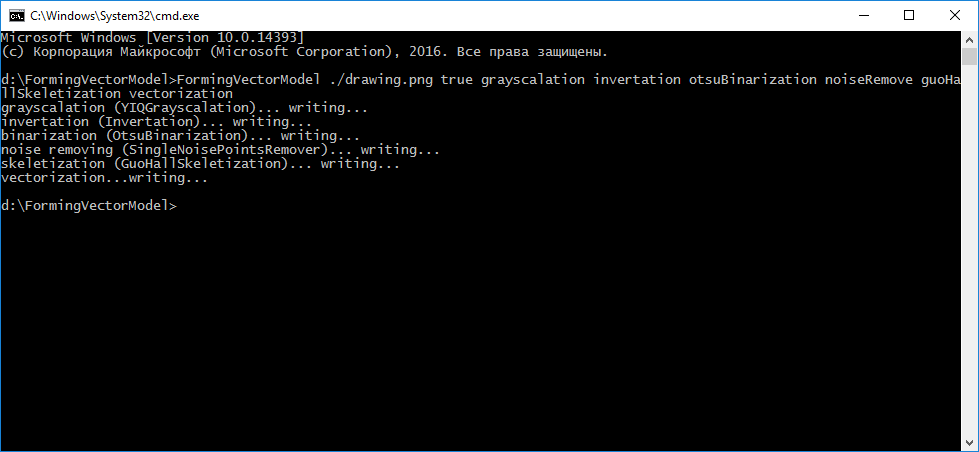 C:\Windows\System32\cmd.exe
Microsoft Windows [Version 10.0.14393]
(c) Корпорация Майкрософт (Microsoft Corporation), 2016. Все права защищены.
d:\FormingVectorModel>FormingVectorModel ./drawing.png true grayscalation invertation otsuBinarization noiseRemove guoHa
llSkeletization vectorization
grayscalation (YIQGrayscalation)... writing...
invertation (Invertation)... writing...
binarization (OtsuBinarization)... writing...
noise removing (SingleNoisePointsRemover)... writing...
skeletization (GuoHallSkeletization)... writing...
vectorization...writing...
d:\FormingVectorModel>